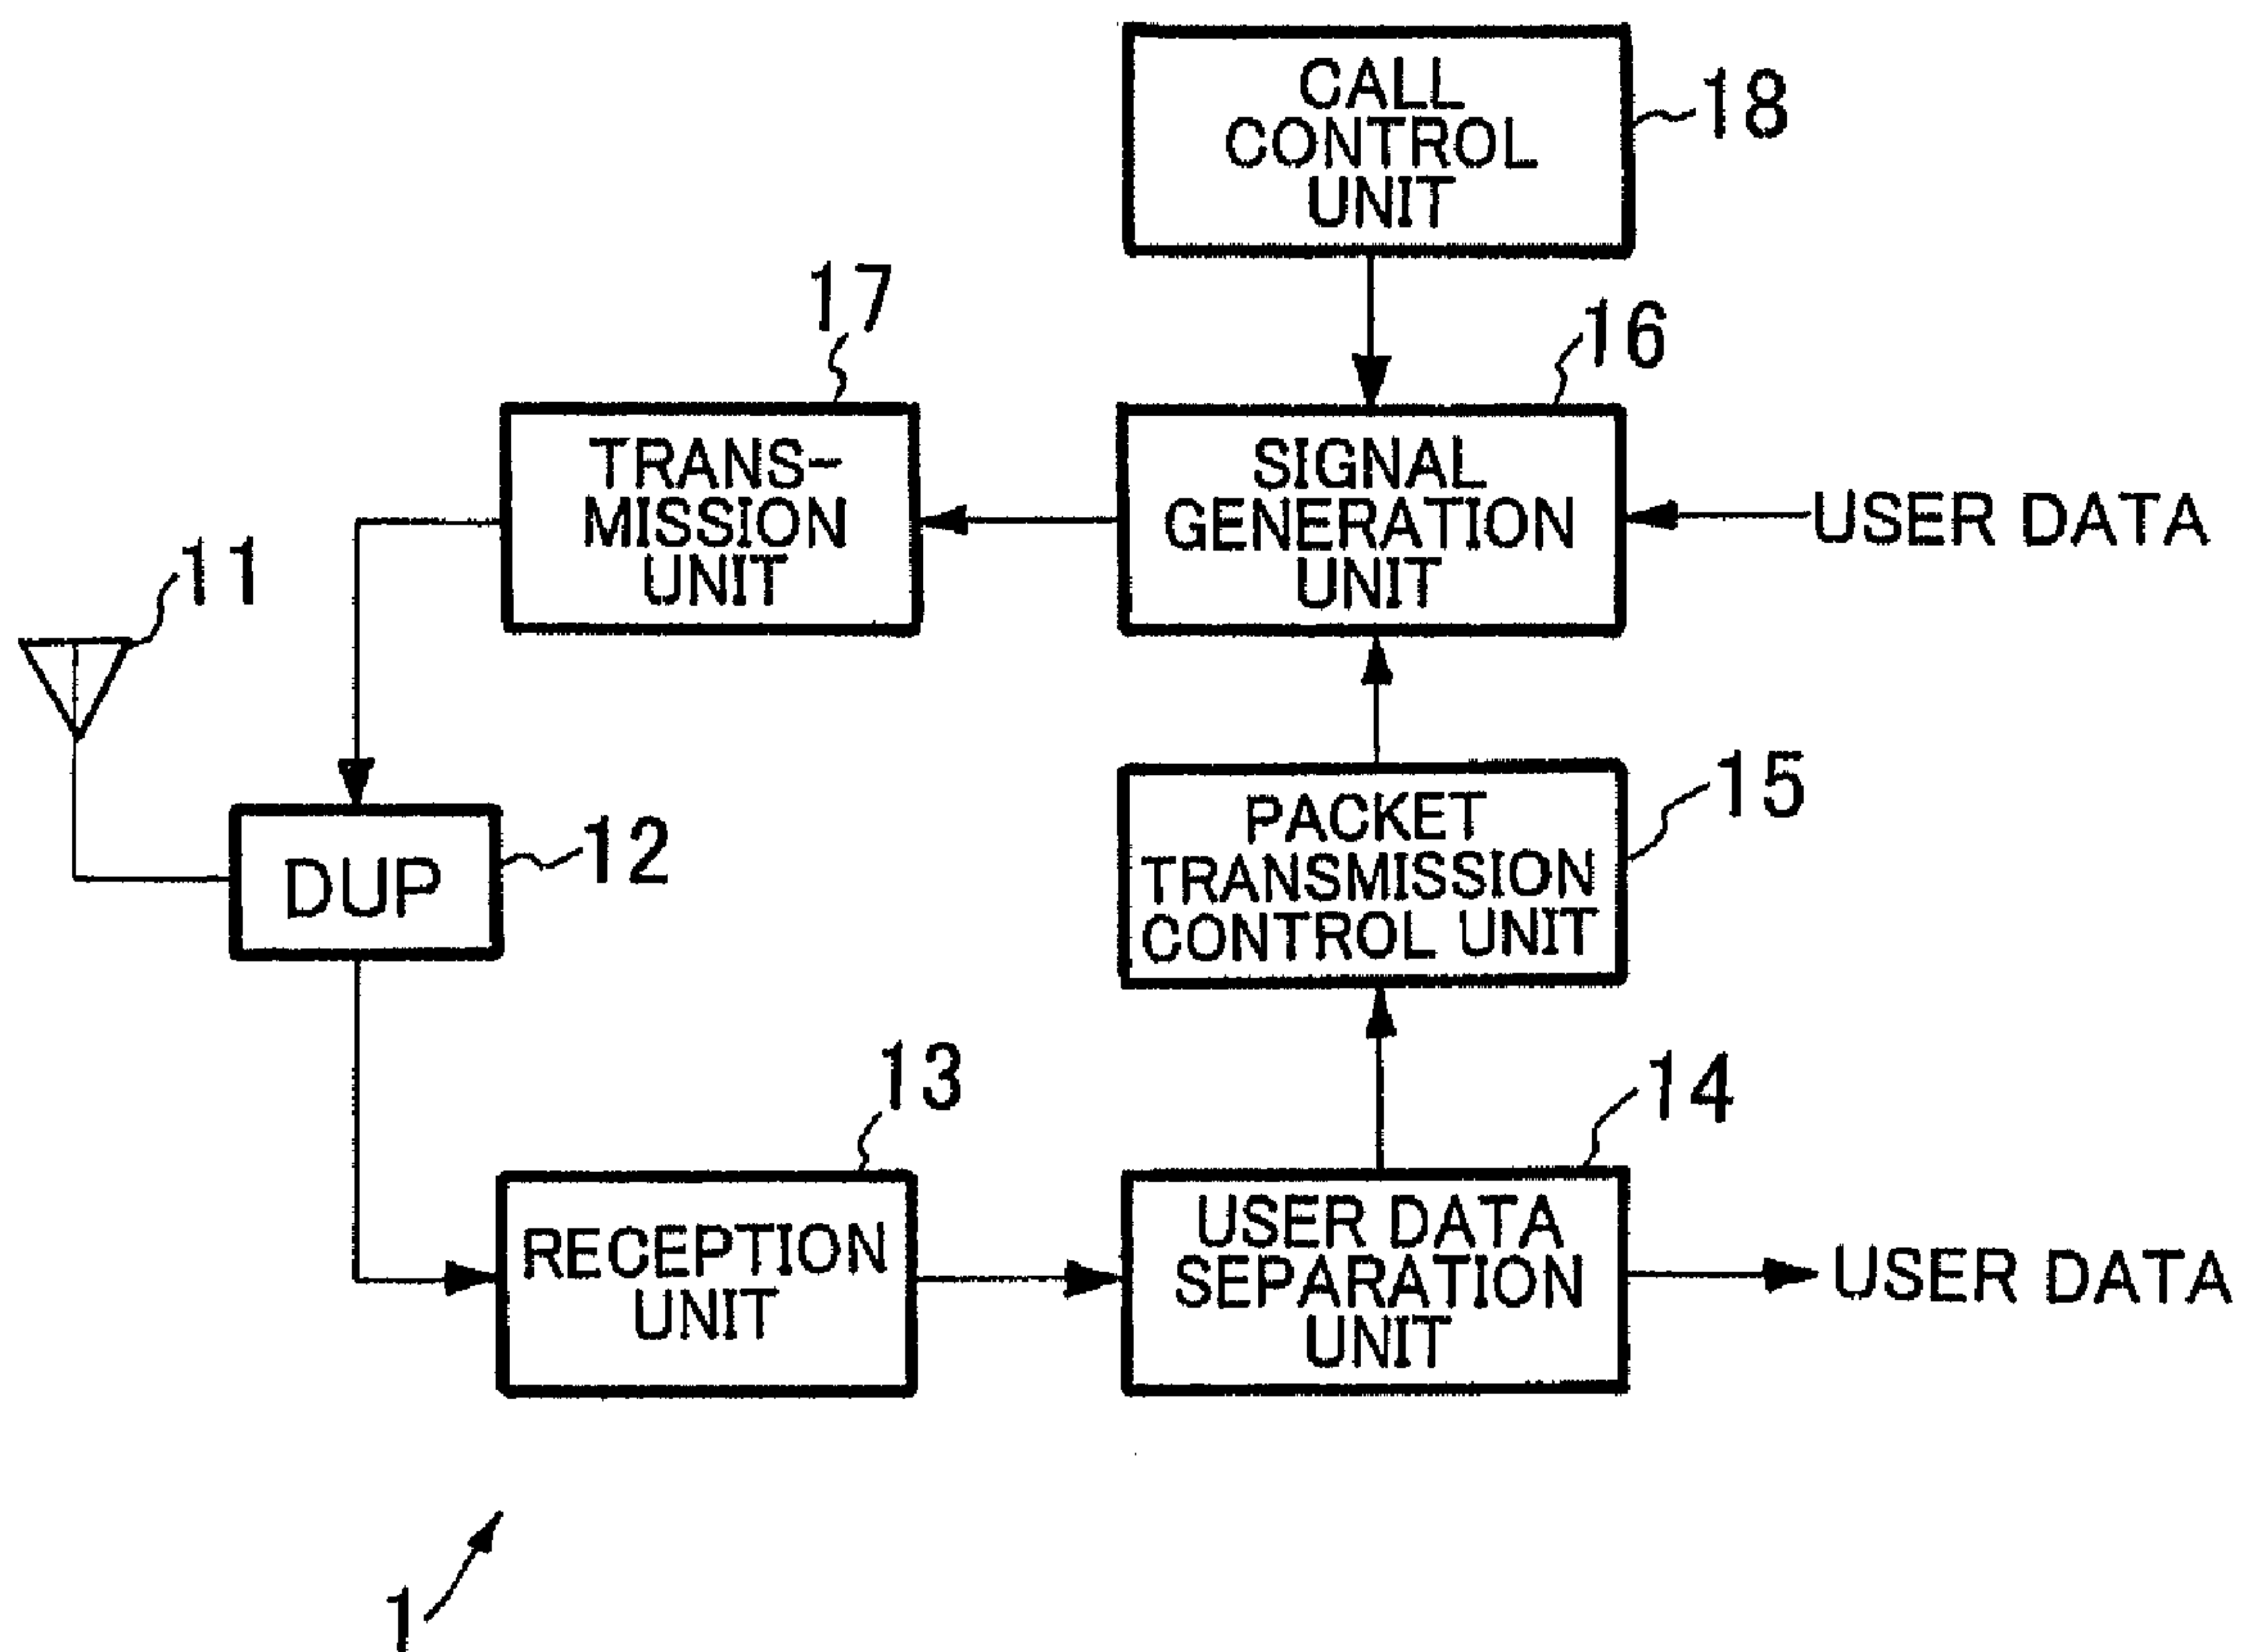 CALL
CONTROL
UNIT
18
17
16
TRANS-
MISSION
UNIT
SIGNAL
GENERATION
UNIT
USER DATA
11
15
PACKET
TRANSMISSION
CONTROL UNIT
DUP
12
13
14
RECEPTION
UNIT
USER DATA
SEPARATION
UNIT
USER DATA
1